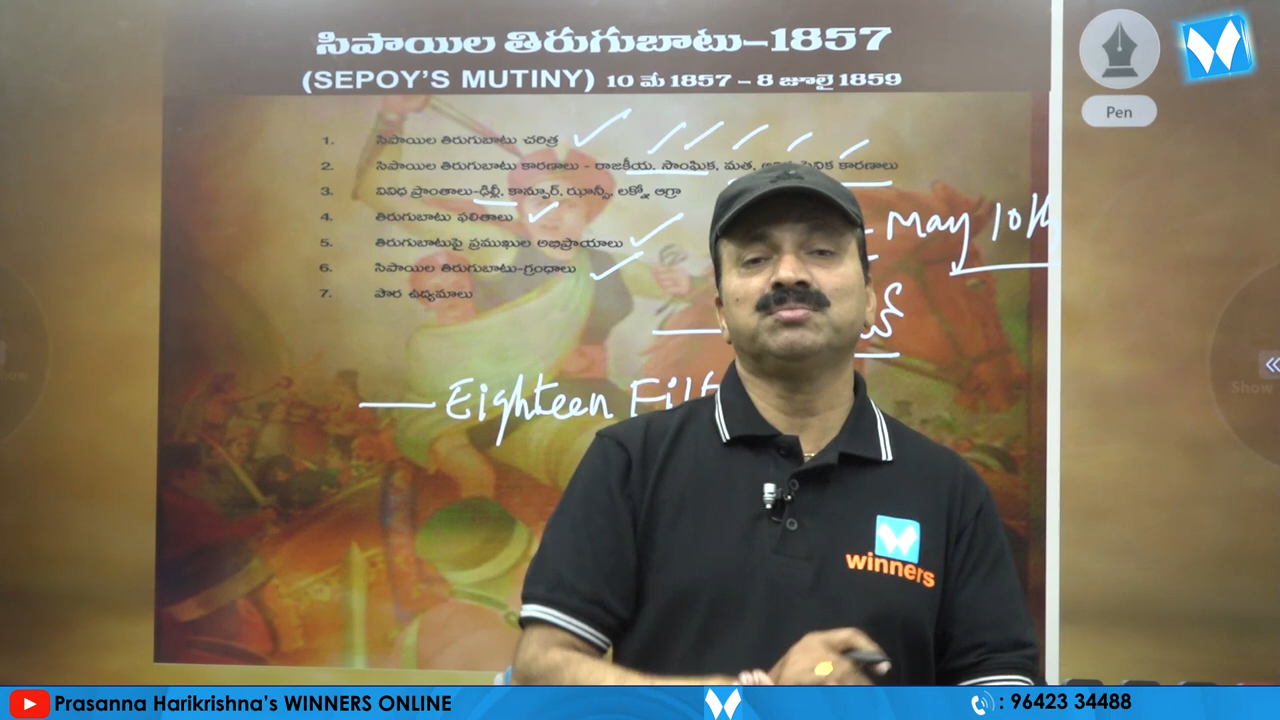 సిపాయిల తిరుగుబాటు–1857
(SEPOY'S MUTINY) 10 మే 1857 – 8 జూలై 1859
Pen
1. సిపాయిల తిరుగుబాటు చరిత్ర
2. సిపాయిల తిరుగుబాటు కారణాలు - రాజకీయ, సాంఘిక, మత, కారణాలు
3. వివిధ ప్రాంతాలు-ఢిల్లీ, కాన్పూర్, ఝాన్సీ, లక్నో, ఆగ్రా
4. తిరుగుబాటు ఫలితాలు
5. తిరుగుబాటుపై ప్రముఖుల అభిప్రాయాలు
6. సిపాయిల తిరుగుబాటు-గ్రంథాలు
7. పౌర ఉద్యమాలు
May 10th
Eighteen
Show
winners
Prasanna Harikrishna's WINNERS ONLINE
: 96423 34488